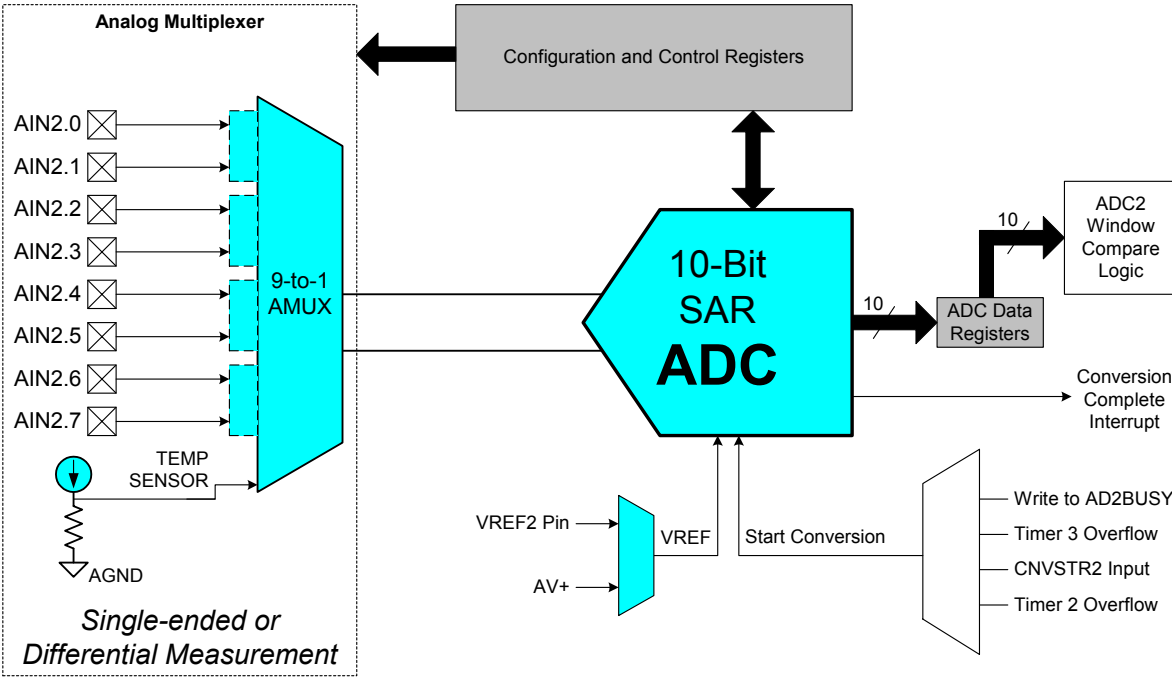 Analog Multiplexer
Configuration and Control Registers
AIN2.0
AIN2.1
AIN2.2
AIN2.3
AIN2.4
AIN2.5
AIN2.6
AIN2.7
9-to-1
AMUX
TEMP
SENSOR
AGND
Single-ended or
Differential Measurement
10-Bit
SAR
ADC
10
ADC Data
Registers
10
ADC2
Window
Compare
Logic
Conversion
Complete
Interrupt
VREF2 Pin
AV+
VREF
Start Conversion
Write to AD2BUSY
Timer 3 Overflow
CNVSTR2 Input
Timer 2 Overflow